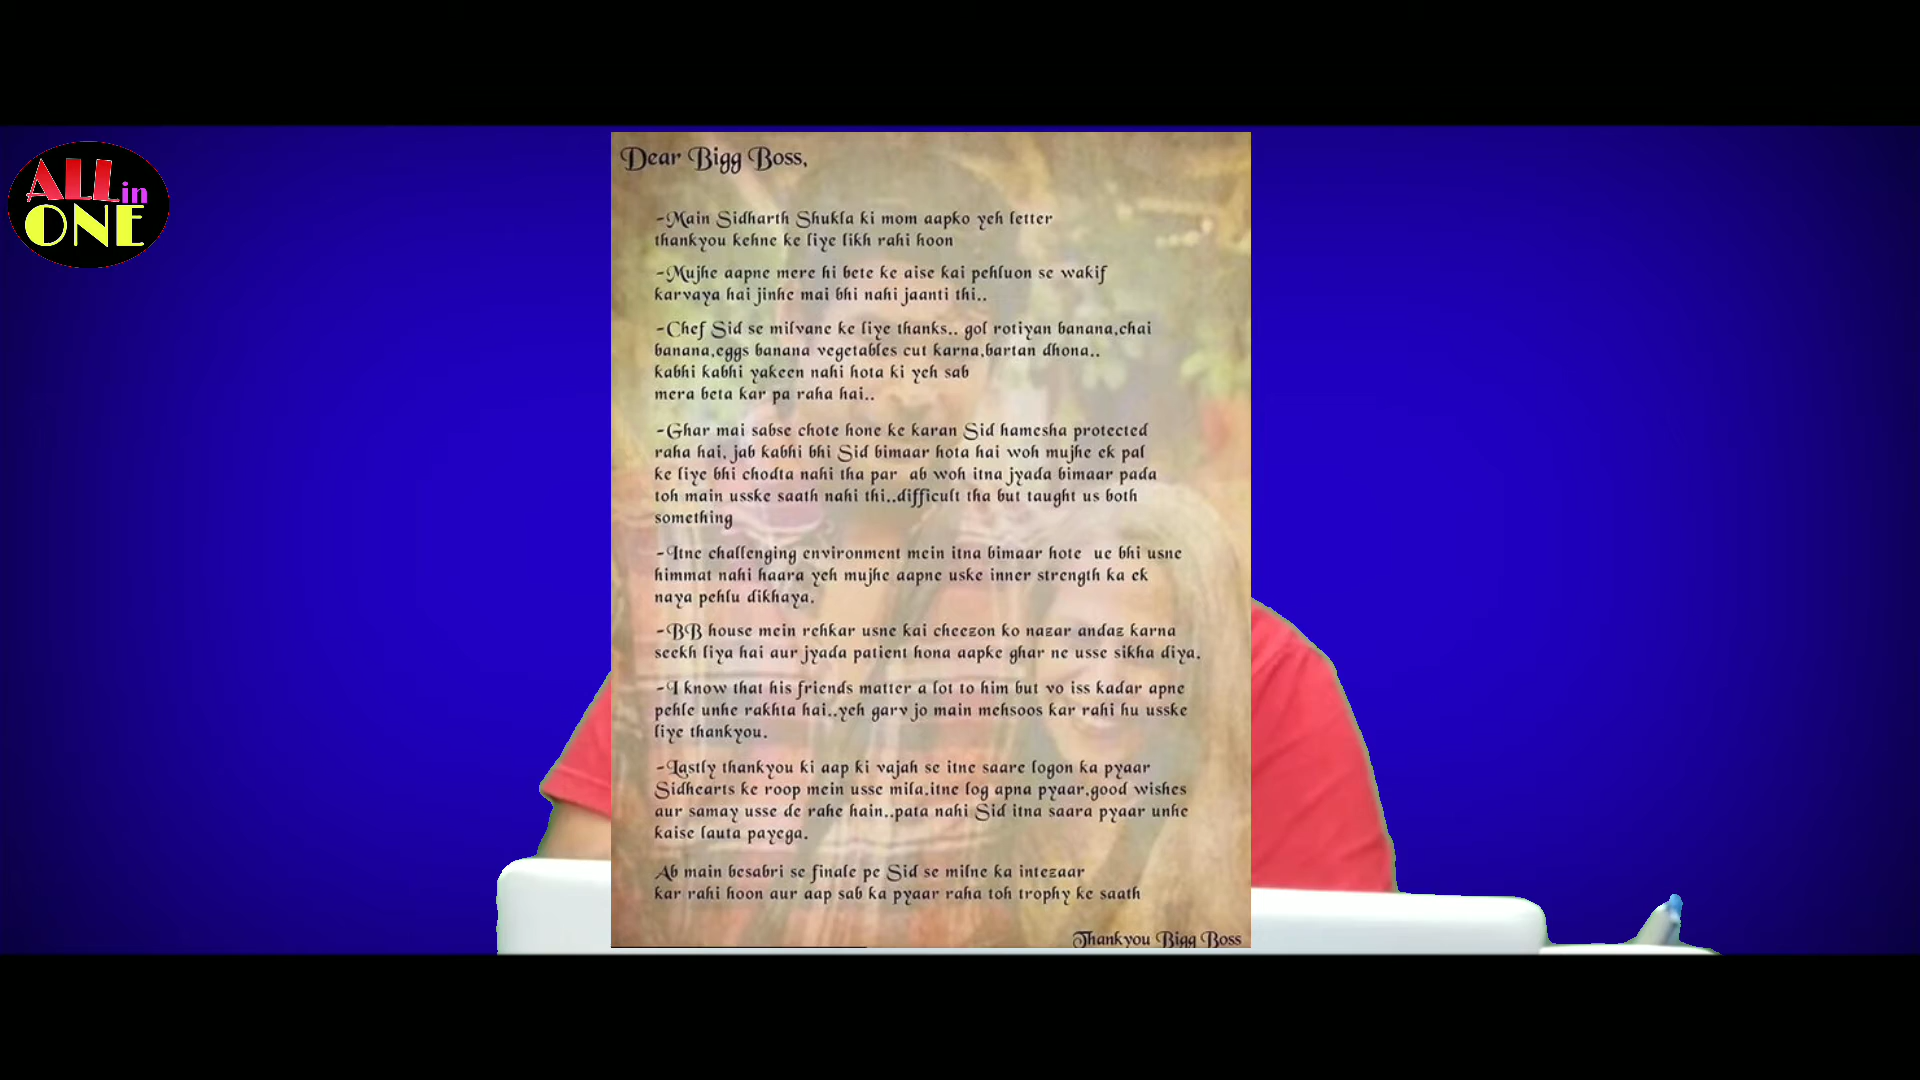 ALL in
ONE
Dear Bigg Boss,
-Main Sidharth Shukla ki mom aapko yeh letter
thankyou kehne ke liye likh rahi hoon
-Mujhe aapne mere hi bete ke aise kai pehluon se wakif
karvaya hai jinhe mai bhi nahi jaanti thi..
-Chef Sid se milvane ke liye thanks.. gol rotiyan banana,chai
banana,eggs banana vegetables cut karna,bartan dhona..
kabhi kabhi yakeen nahi hota ki yeh sab
mera beta kar pa raha hai..
-Ghar mai sabse chote hone ke karan Sid hamesha protected
raha hai, jab kabhi bhi Sid bimaar hota hai woh mujhe ek pal
ke liye bhi chodta nahi tha par ab woh itna jyada bimaar pada
toh main usske saath nahi thi..difficult tha but taught us both
something
-Itne challenging environment mein itna bimaar hote ue bhi usne
himmat nahi haara yeh mujhe aapne uske inner strength ka ek
naya pehlu dikhaya.
-BB house mein rehkar usne kai cheezon ko nazar andaz karna
seekh liya hai aur jyada patient hona aapke ghar ne usse sikha diya.
-I know that his friends matter a lot to him but vo iss kadar apne
pehle unhe rakhta hai..yeh garv jo main mehsoos kar rahi hu usske
liye thankyou.
-Lastly thankyou ki aap ki vajah se itne saare logon ka pyaar
Sidhearts ke roop mein usse mila,itne log apna pyaar,good wishes
aur samay usse de rahe hain..pata nahi Sid itna saara pyaar unhe
kaise lauta payega.
Ab main besabri se finale pe Sid se milne ka intezaar
kar rahi hoon aur aap sab ka pyaar raha toh trophy ke saath
Thankyou Bigg Boss